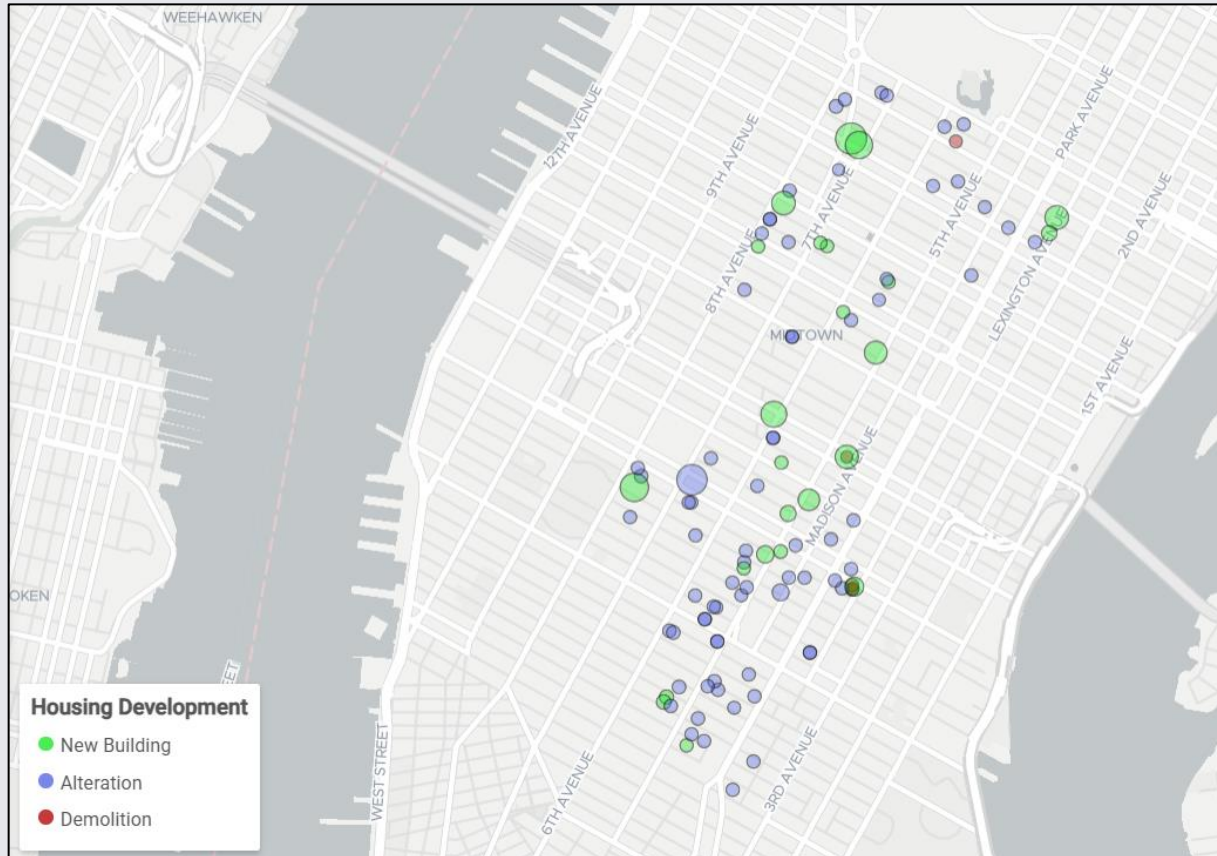 WEEHAWKEN
12TH AVENUE
9TH AVENUE
PARK AVENUE
7TH AVENUE
5TH AVENUE
2ND AVENUE
8TH AVENUE
LEXINGTON AVENUE
MIDTOWN
1ST AVENUE
MADISON AVENUE
OKEN
WEST STREET
6TH AVENUE
3RD AVENUE
Housing Development
New Building
Alteration
Demolition